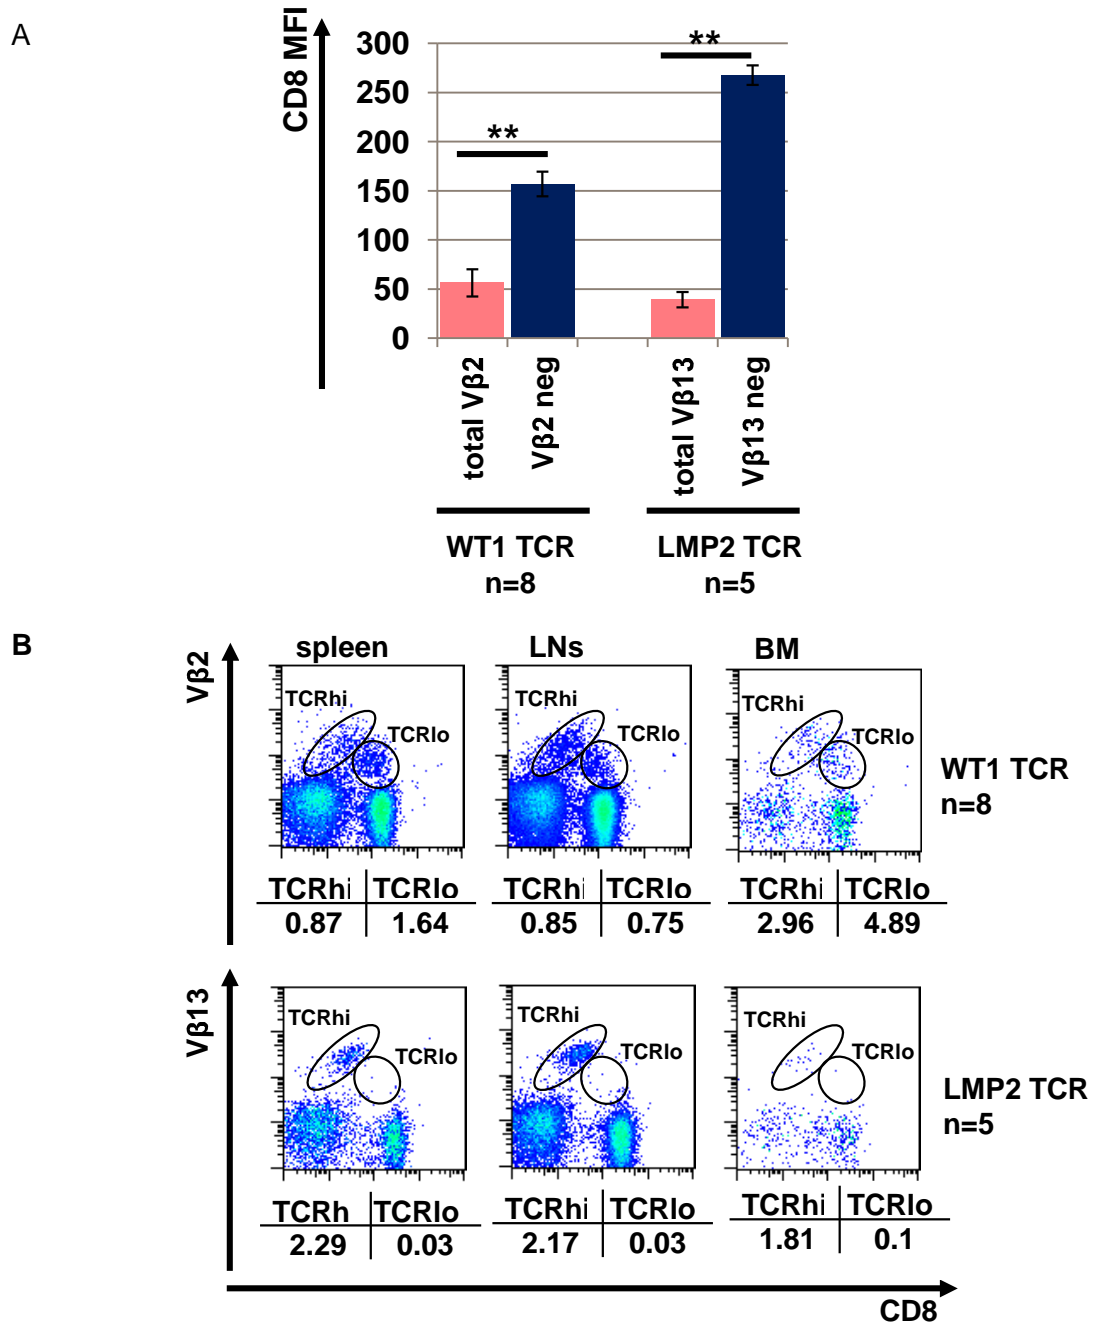 A
CD8 MFI
300
250
200
150
100
50
0
**
**
total Vβ2
Vβ2 neg
total Vβ13
Vβ13 neg
WT1 TCR
n=8
LMP2 TCR
n=5
B
Vβ2
spleen
LNs
BM
TCRhi
TCRlo
TCRhi
TCRlo
TCRhi
TCRlo
WT1 TCR
n=8
TCRhi TCRlo
0.87 1.64
TCRhi TCRlo
0.85 0.75
TCRhi TCRlo
2.96 4.89
Vβ13
TCRhi
TCRlo
TCRhi
TCRlo
TCRhi
TCRlo
LMP2 TCR
n=5
TCRh TCRlo
2.29 0.03
TCRhi TCRlo
2.17 0.03
TCRhi TCRlo
1.81 0.1
CD8